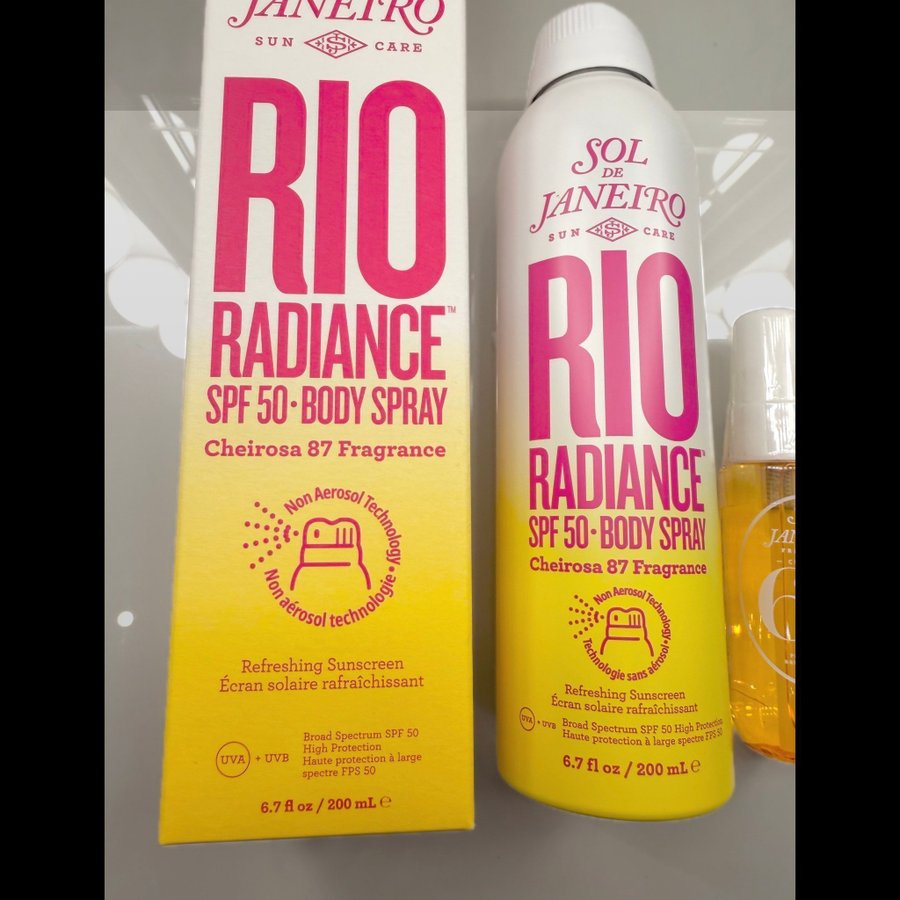 JANEIRO
SUN CARE
RIO
RADIANCE™
SPF 50 • BODY SPRAY
Cheirosa 87 Fragrance
Non Aerosol Technology •
Non aérosol technologie •
Refreshing Sunscreen
Écran solaire rafraîchissant
UVA + UVB
Broad Spectrum SPF 50
High Protection
Haute protection à large
spectre FPS 50
6.7 fl oz / 200 mL ℮
SOL
DE
JANEIRO
SUN CARE
RIO
RADIANCE™
SPF 50 • BODY SPRAY
Cheirosa 87 Fragrance
Non Aerosol Technology •
Technologie sans aérosol •
Refreshing Sunscreen
Écran solaire rafraîchissant
UVA + UVB
Broad Spectrum SPF 50 High Protection
Haute protection à large spectre FPS 50
6.7 fl oz / 200 mL ℮